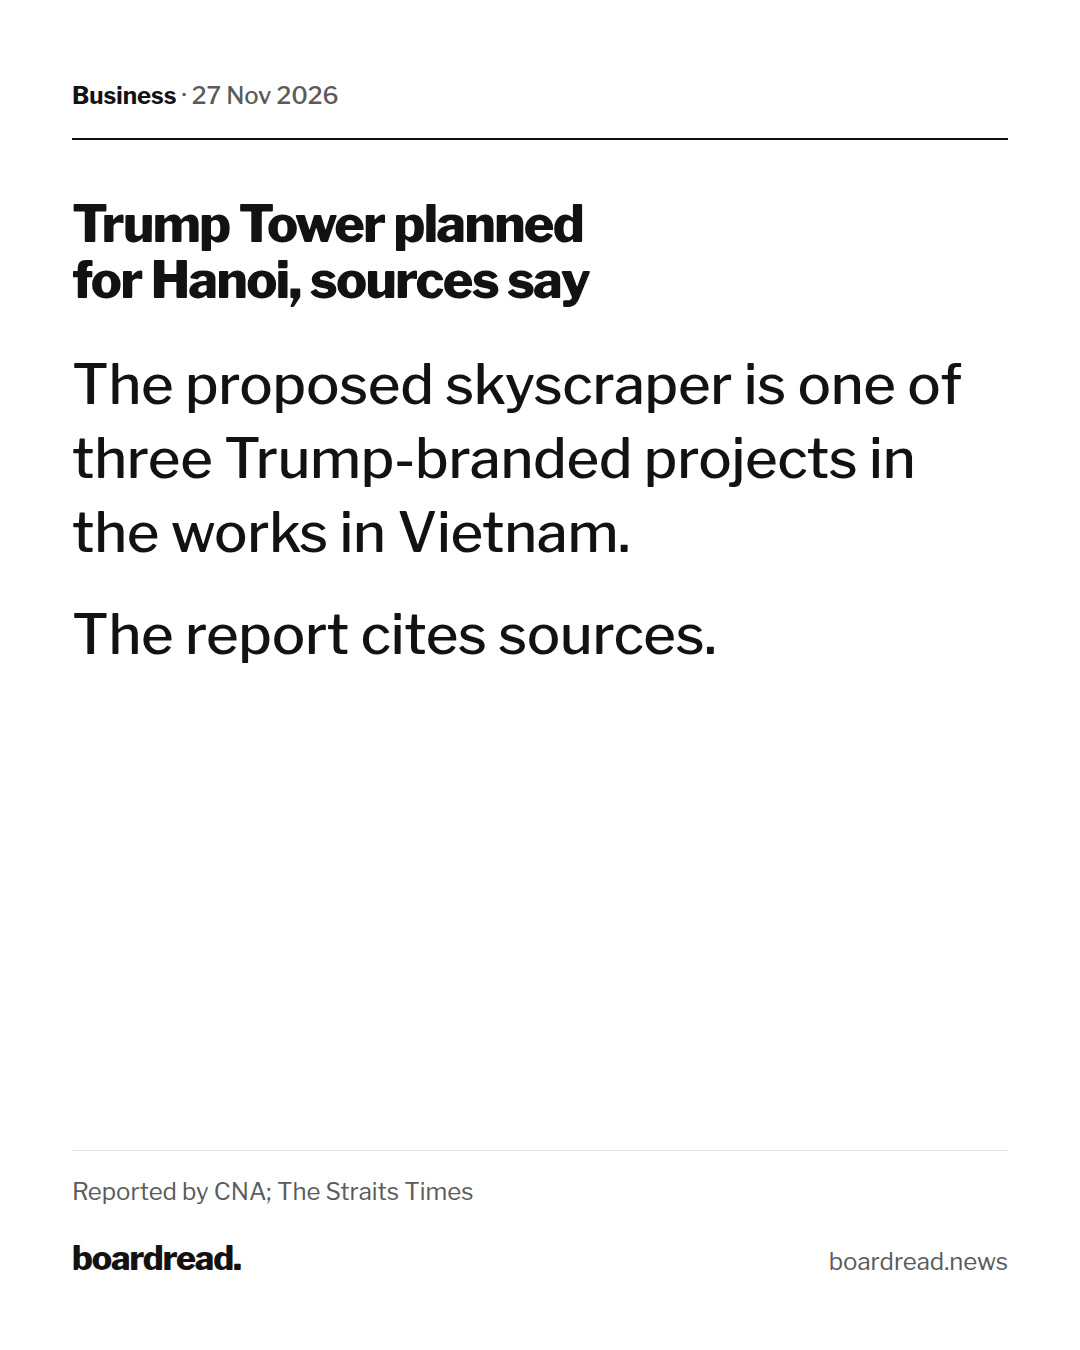 Business · 27 Nov 2026
Trump Tower planned
for Hanoi, sources say
The proposed skyscraper is one of
three Trump-branded projects in
the works in Vietnam.
The report cites sources.
Reported by CNA; The Straits Times
boardread.
boardread.news